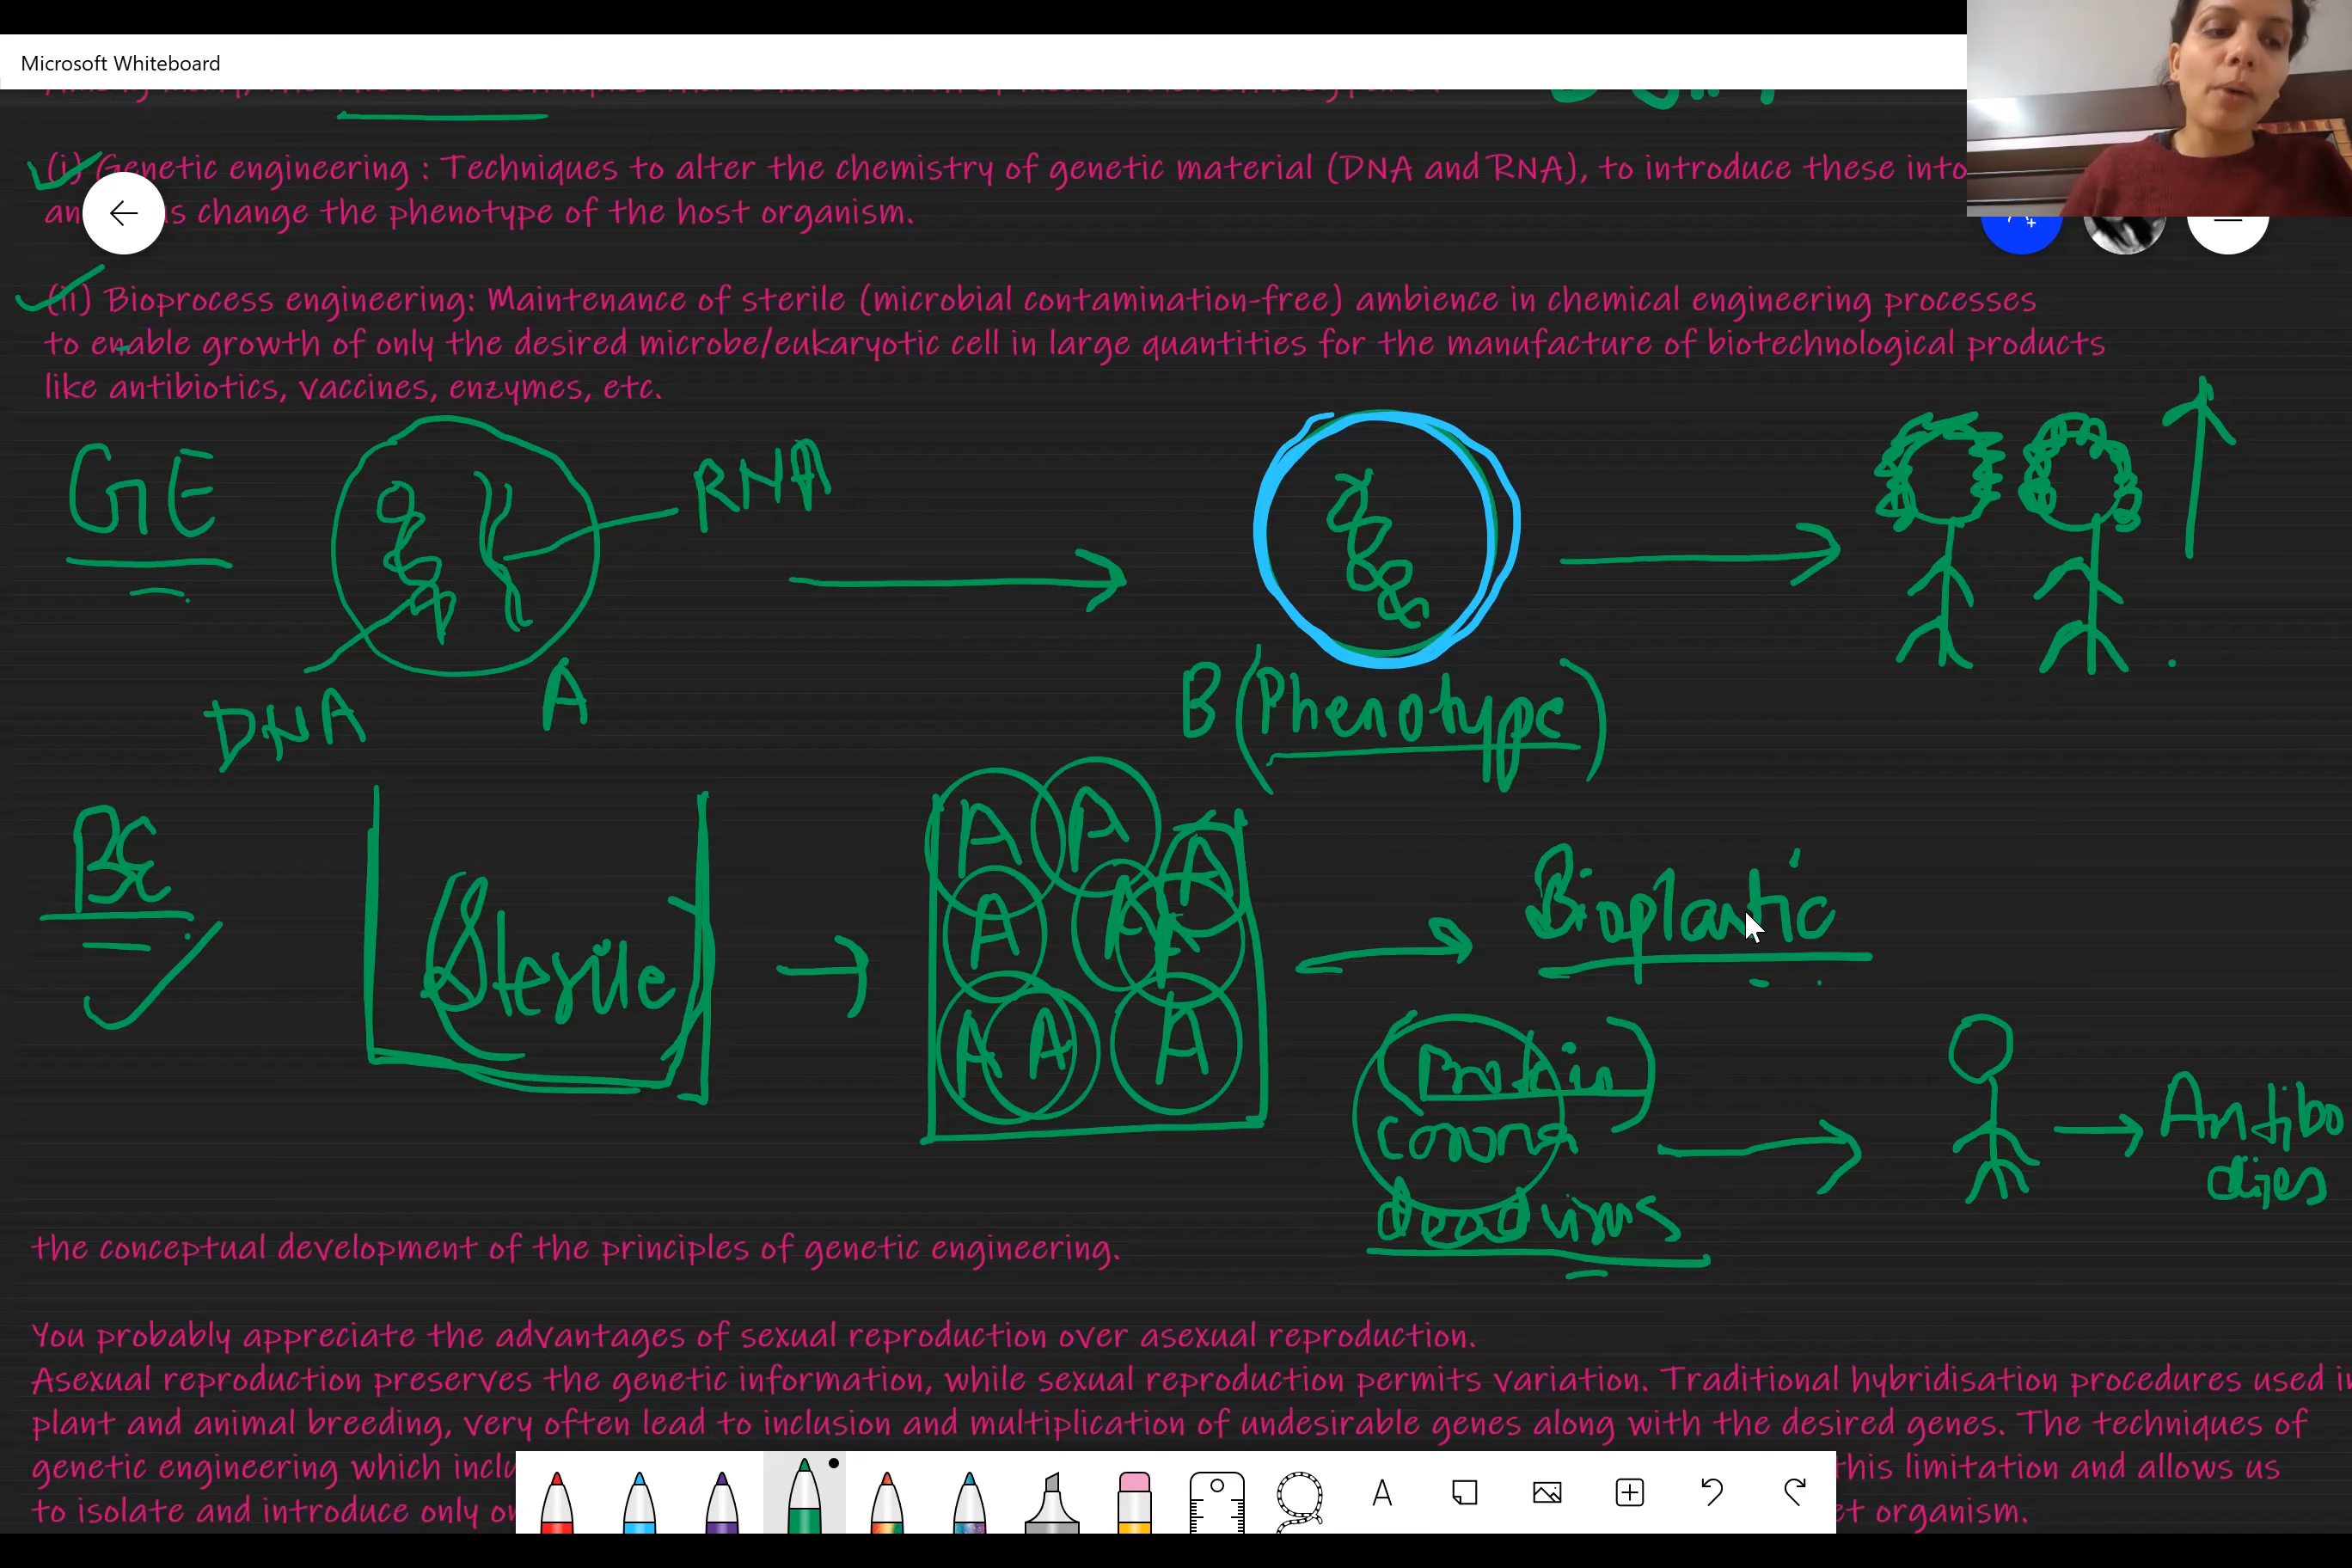 Microsoft Whiteboard
(i) Genetic engineering : Techniques to alter the chemistry of genetic material (DNA and RNA), to introduce these into
change the phenotype of the host organism.
(ii) Bioprocess engineering: Maintenance of sterile (microbial contamination-free) ambience in chemical engineering processes
to enable growth of only the desired microbe/eukaryotic cell in large quantities for the manufacture of biotechnological products
like antibiotics, vaccines, enzymes, etc.
GE
RNA
DNA
A
B (Phenotype)
Sterile
A A A
A A
A A A
Bioplastic
Protein
corona
dead virus
Antibo
dies
the conceptual development of the principles of genetic engineering.
You probably appreciate the advantages of sexual reproduction over asexual reproduction.
Asexual reproduction preserves the genetic information, while sexual reproduction permits variation. Traditional hybridisation procedures used in
plant and animal breeding, very often lead to inclusion and multiplication of undesirable genes along with the desired genes. The techniques of
genetic engineering which this limitation and allows us
to isolate and introduce only organism.